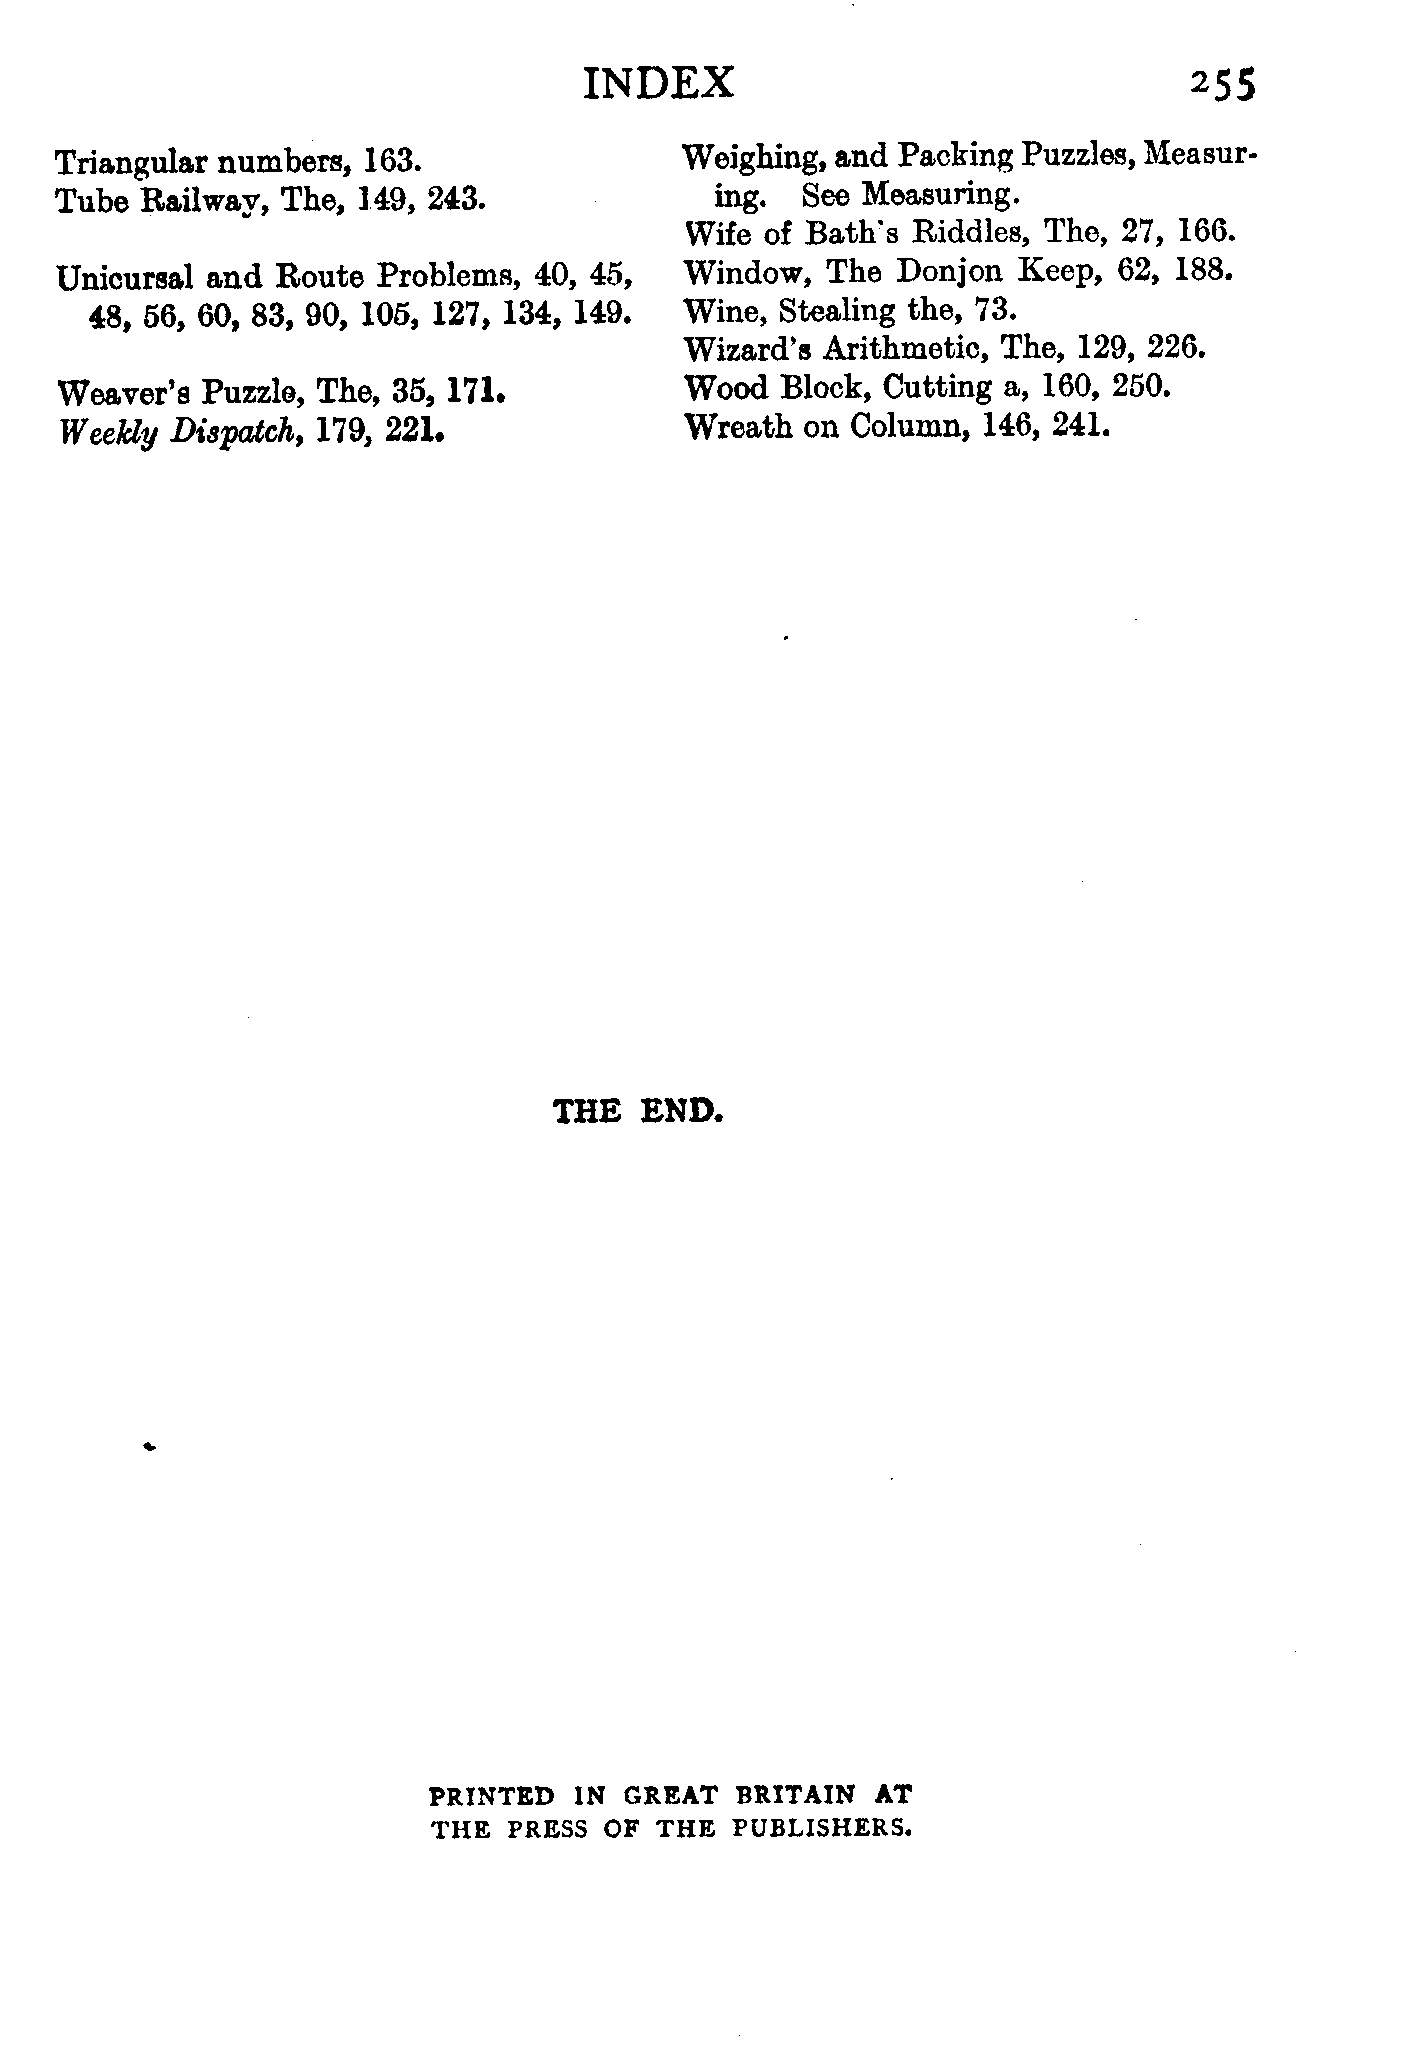 INDEX 255
Triangular numbers, 163.
Tube Railway, The, 149, 243.
Unicursal and Route Problems, 40, 45,
48, 56, 60, 83, 90, 105, 127, 134, 149.
Weaver's Puzzle, The, 35, 171.
Weekly Dispatch, 179, 221.
Weighing, and Packing Puzzles, Measur-
ing. See Measuring.
Wife of Bath's Riddles, The, 27, 166.
Window, The Donjon Keep, 62, 188.
Wine, Stealing the, 73.
Wizard's Arithmetic, The, 129, 226.
Wood Block, Cutting a, 160, 250.
Wreath on Column, 146, 241.
THE END.
PRINTED IN GREAT BRITAIN AT
THE PRESS OF THE PUBLISHERS.